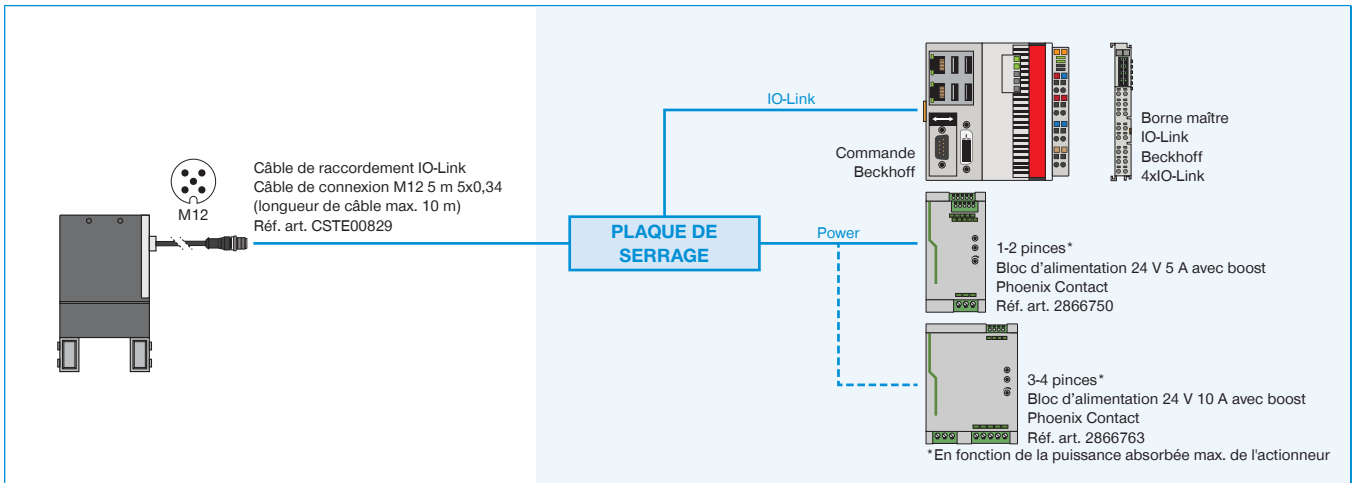 M12
Câble de raccordement IO-Link
Câble de connexion M12 5 m 5x0,34
(longueur de câble max. 10 m)
Réf. art. CSTE00829
PLAQUE DE
SERRAGE
IO-Link
Power
Commande
Beckhoff
Borne maître
IO-Link
Beckhoff
4xIO-Link
1-2 pinces*
Bloc d'alimentation 24 V 5 A avec boost
Phoenix Contact
Réf. art. 2866750
3-4 pinces*
Bloc d'alimentation 24 V 10 A avec boost
Phoenix Contact
Réf. art. 2866763
*En fonction de la puissance absorbée max. de l'actionneur